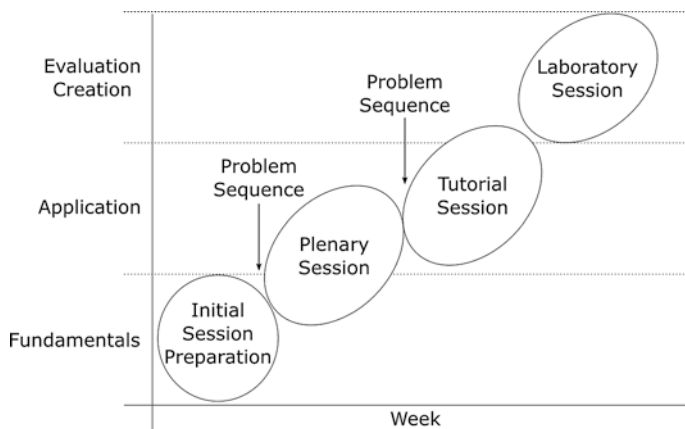 Evaluation
Creation
Laboratory
Session
Problem
Sequence
Problem
Sequence
Application
Tutorial
Session
Plenary
Session
Fundamentals
Initial
Session
Preparation
Week